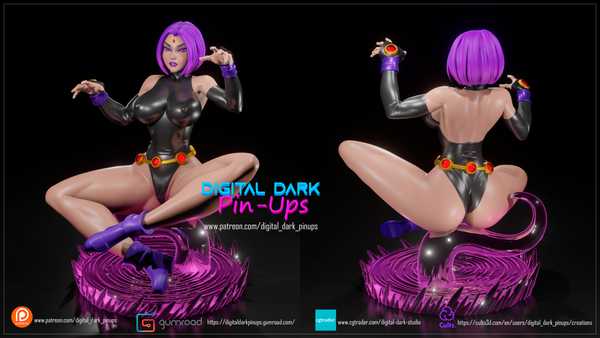 DIGITAL DARK
Pin-Ups
www.patreon.com/digital_dark_pinups
www.patreon.com/digital_dark_pinups
gumroad
https://digitaldarkpinups.gumroad.com/
cgtrader
www.cgtrader.com/digital-dark-studio
Cults
https://cults3d.com/en/users/digital_dark_pinups/creations